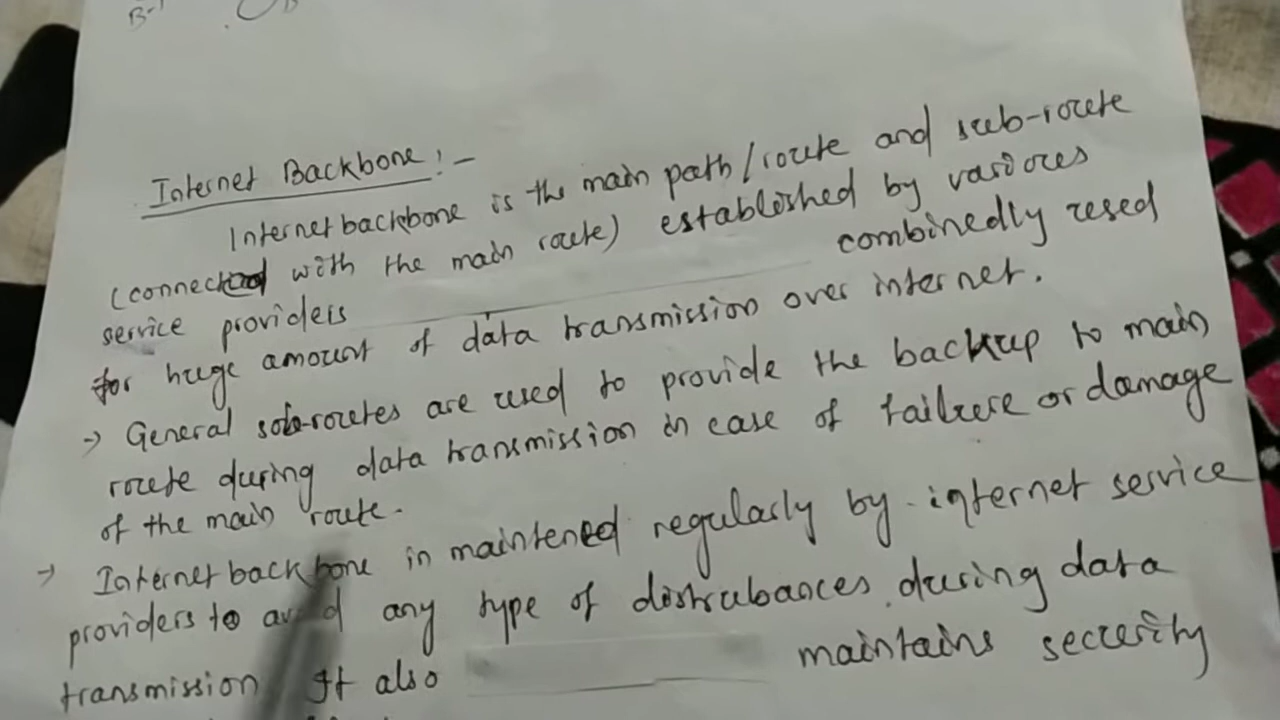 B-1
Internet Backbone :-
Internet backbone is the main path/route and sub-route
(connected with the main route) established by various
service providers combinedly used
for huge amount of data transmission over internet.
-> General sub-routes are used to provide the backup to main
route during data transmission in case of failure or damage
of the main route.
-> Internet backbone in maintened regularly by internet service
providers to avoid any type of distrubances during data
transmission It also maintains security